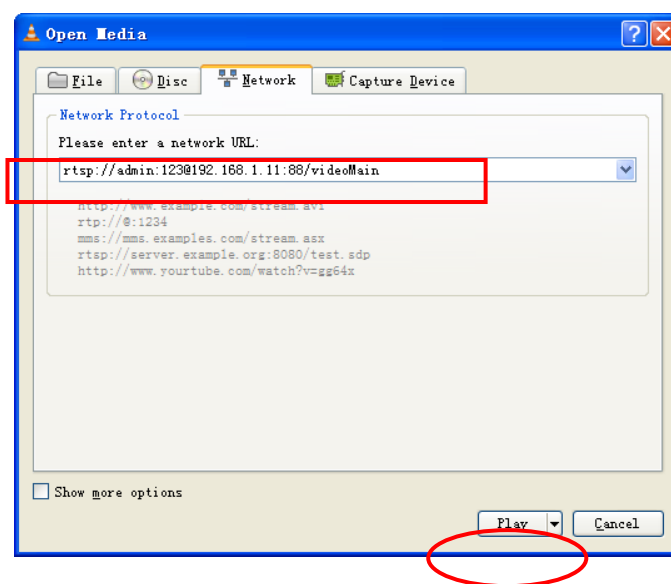 Open Media
File Disc Network Capture Device
Network Protocol
Please enter a network URL:
rtsp://admin:123@192.168.1.11:88/videoMain
http://www.example.com/stream.avi
rtp://@:1234
mms://mms.examples.com/stream.asx
rtsp://server.example.org:8080/test.sdp
http://www.yourtube.com/watch?v=gg64x
Show more options
Play Cancel